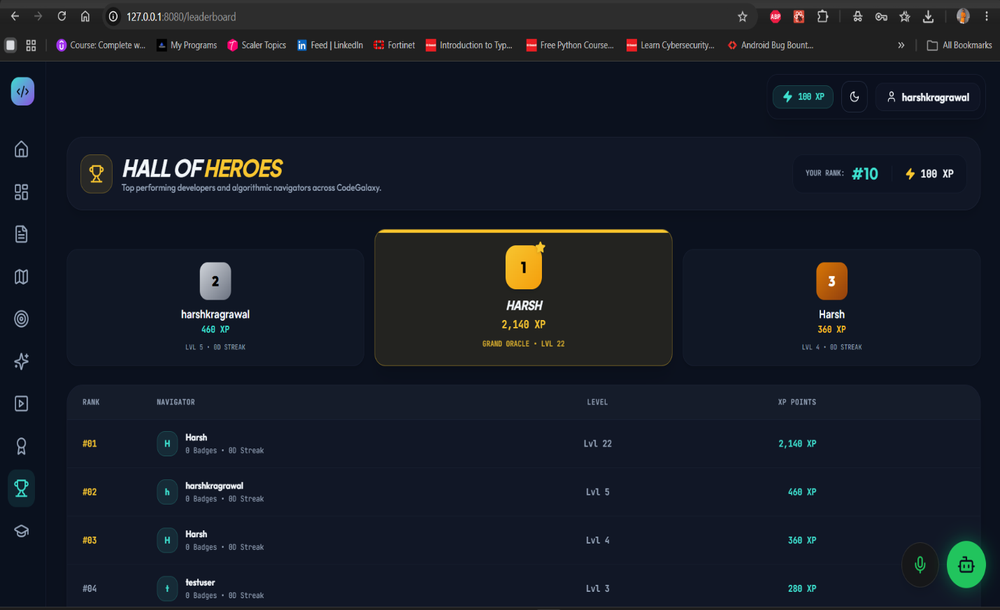 127.0.0.1:8080/leaderboard
ABP
Course: Complete w...
My Programs
Scaler Topics
Feed | LinkedIn
Fortinet
Introduction to Typ...
Free Python Course...
Learn Cybersecurity...
Android Bug Bount...
»
All Bookmarks
</>
100 XP
harshkragrawal
HALL OF HEROES
Top performing developers and algorithmic navigators across CodeGalaxy.
YOUR RANK: #10
100 XP
2
harshkragrawal
460 XP
LVL 5 • 0D STREAK
1
HARSH
2,140 XP
GRAND ORACLE • LVL 22
3
Harsh
360 XP
LVL 4 • 0D STREAK
RANK NAVIGATOR LEVEL XP POINTS
#01 H Harsh Lvl 22 2,140 XP
0 Badges • 0D Streak
#02 h harshkragrawal Lvl 5 460 XP
0 Badges • 0D Streak
#03 H Harsh Lvl 4 360 XP
0 Badges • 0D Streak
#04 t testuser Lvl 3 280 XP
0 Badges • 0D Streak